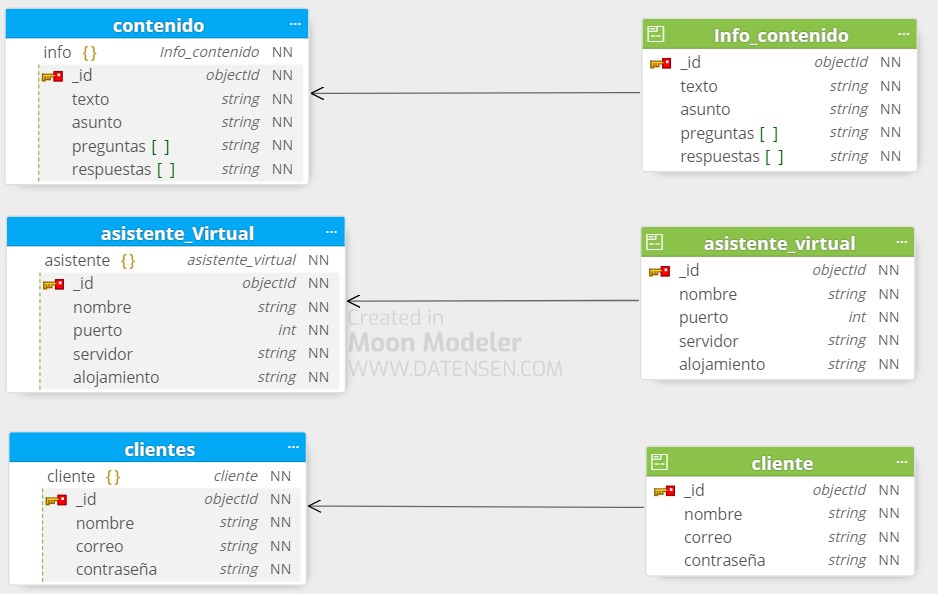 contenido ...
info {} Info_contenido NN
_id objectId NN
texto string NN
asunto string NN
preguntas [ ] string NN
respuestas [ ] string NN
Info_contenido ...
_id objectId NN
texto string NN
asunto string NN
preguntas [ ] string NN
respuestas [ ] string NN
asistente_Virtual ...
asistente {} asistente_virtual NN
_id objectId NN
nombre string NN
puerto int NN
servidor string NN
alojamiento string NN
asistente_virtual ...
_id objectId NN
nombre string NN
puerto int NN
servidor string NN
alojamiento string NN
Created in
Moon Modeler
WWW.DATENSEN.COM
clientes ...
cliente {} cliente NN
_id objectId NN
nombre string NN
correo string NN
contraseña string NN
cliente ...
_id objectId NN
nombre string NN
correo string NN
contraseña string NN